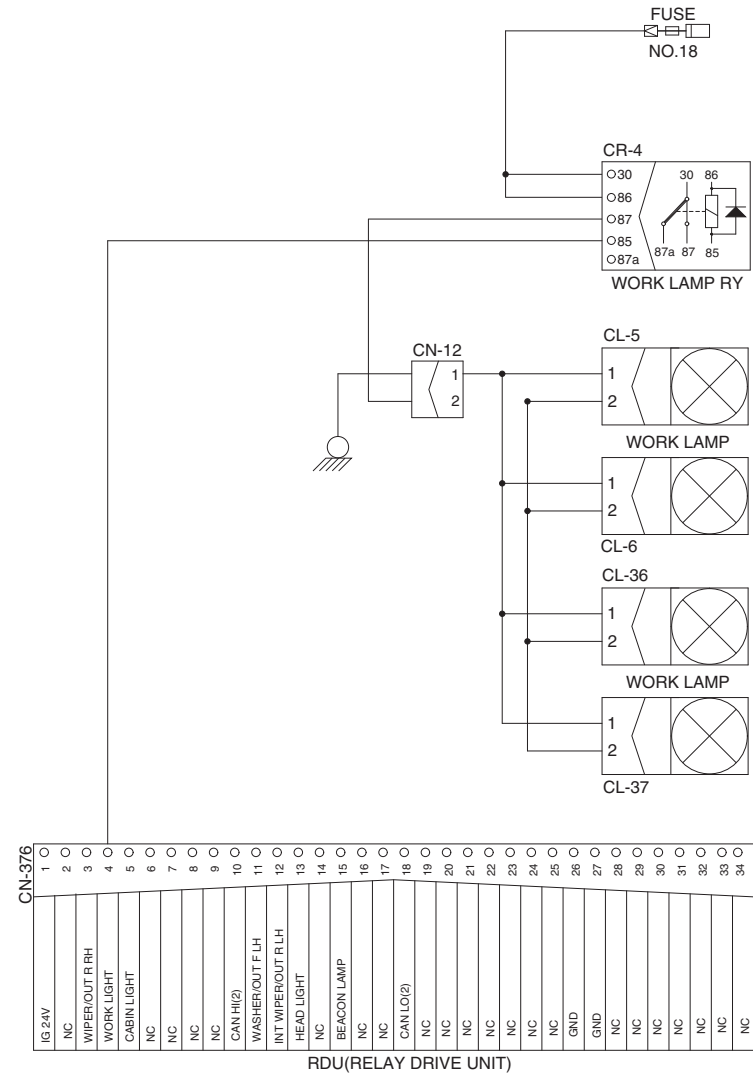 FUSE
NO.18
CR-4
30
86
87
85
87a
30 86
87a 87 85
WORK LAMP RY
CL-5
1
2
WORK LAMP
CN-12
1
2
1
2
CL-6
CL-36
1
2
WORK LAMP
1
2
CL-37
CN-376
1 2 3 4 5 6 7 8 9 10 11 12 13 14 15 16 17 18 19 20 21 22 23 24 25 26 27 28 29 30 31 32 33 34
IG 24V
NC
WIPER/OUT R RH
WORK LIGHT
CABIN LIGHT
NC
NC
NC
NC
CAN HI(2)
WASHER/OUT F LH
INT WIPER/OUT R LH
HEAD LIGHT
NC
BEACON LAMP
NC
NC
CAN LO(2)
NC
NC
NC
NC
NC
NC
NC
GND
GND
NC
NC
NC
NC
NC
NC
NC
RDU(RELAY DRIVE UNIT)